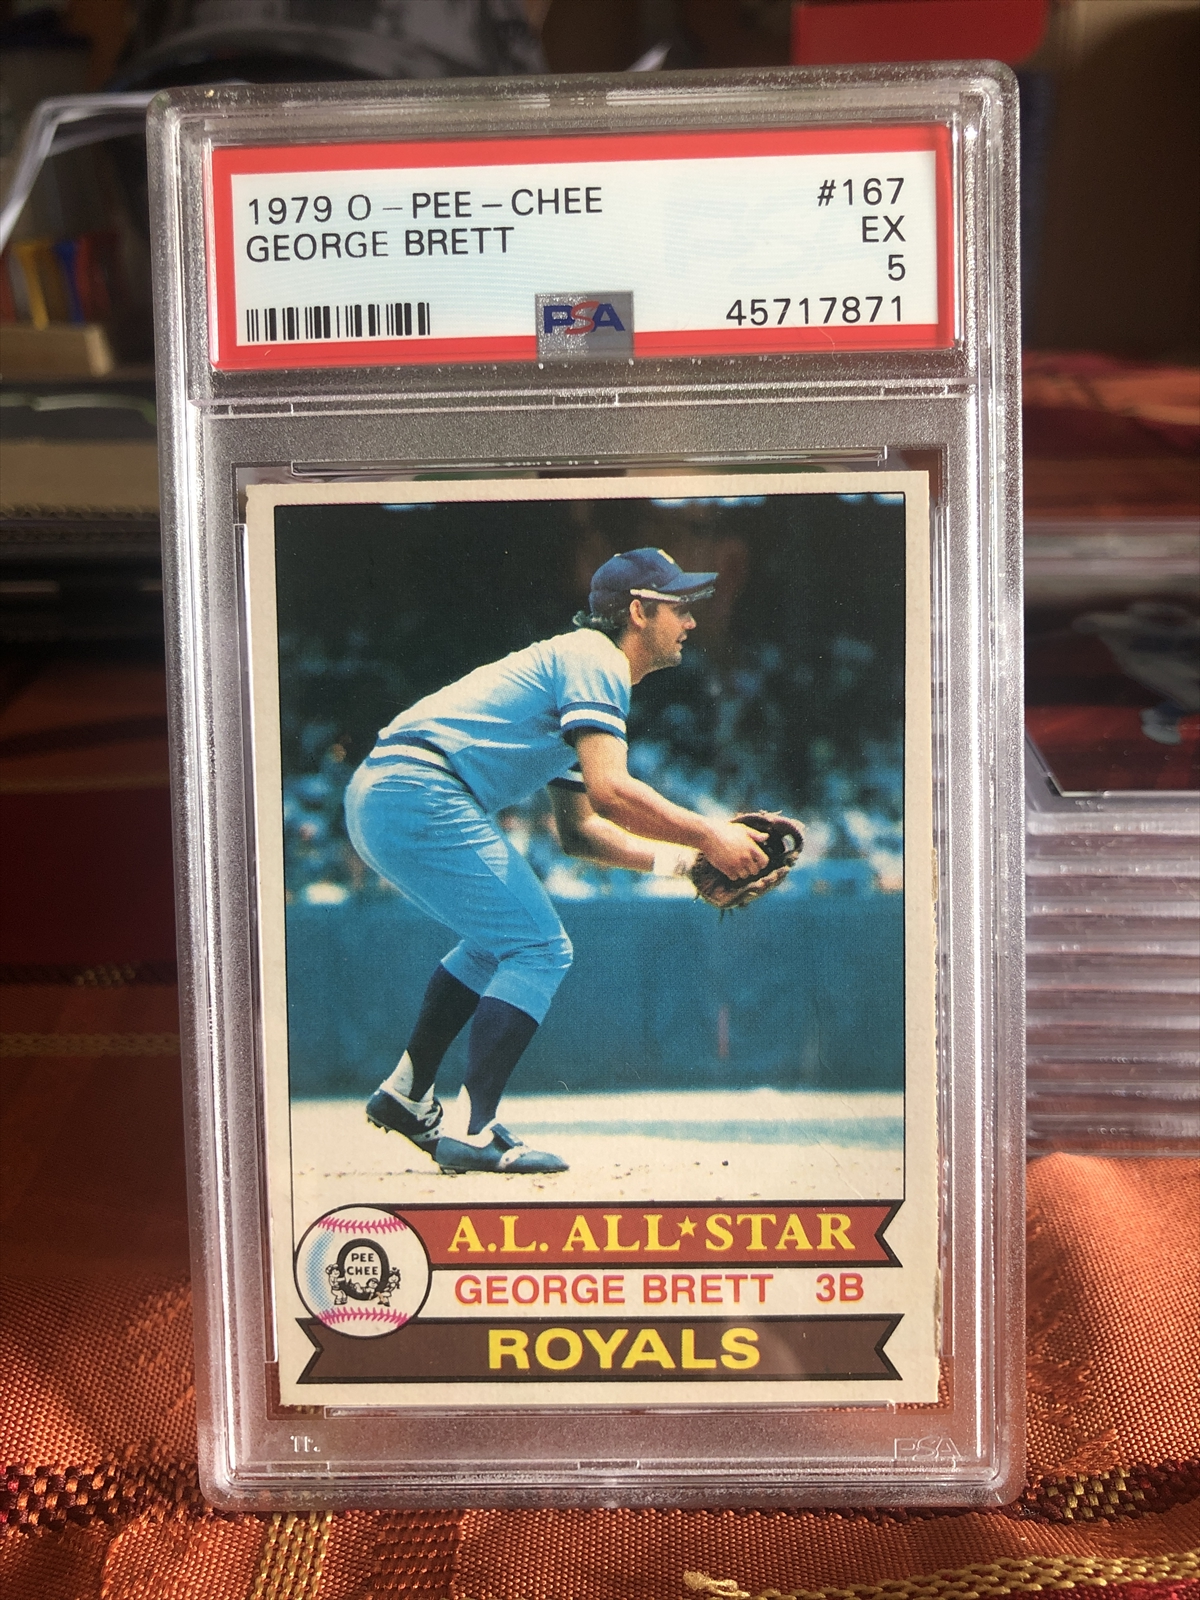 1979 O-PEE-CHEE #167
GEORGE BRETT EX
5
PSA 45717871
A.L. ALL★STAR
PEE
CHEE
GEORGE BRETT 3B
ROYALS
PSA